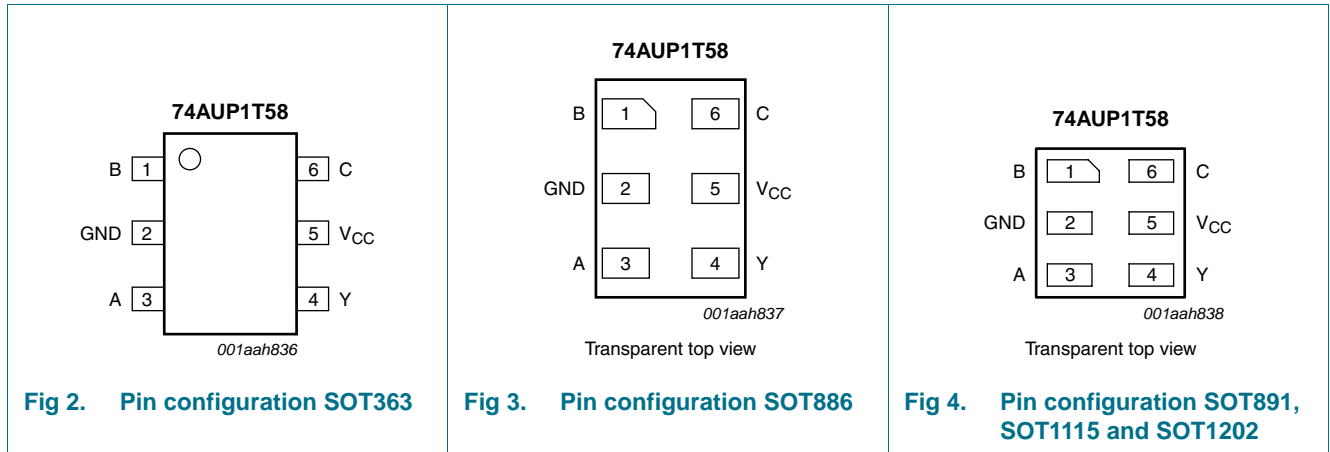 74AUP1T58
B 1 6 C
GND 2 5 VCC
A 3 4 Y
001aah836
Fig 2. Pin configuration SOT363
74AUP1T58
B 1 6 C
GND 2 5 VCC
A 3 4 Y
001aah837
Transparent top view
Fig 3. Pin configuration SOT886
74AUP1T58
B 1 6 C
GND 2 5 VCC
A 3 4 Y
001aah838
Transparent top view
Fig 4. Pin configuration SOT891,
SOT1115 and SOT1202